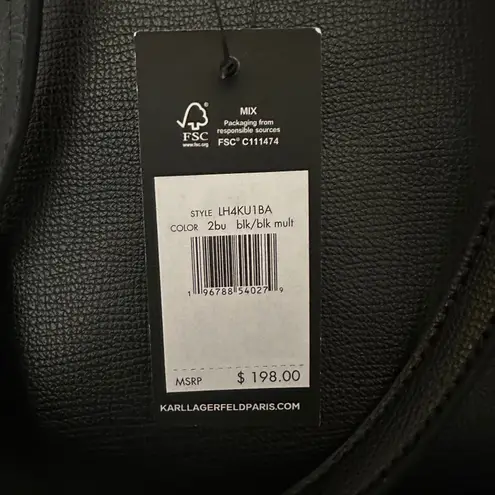 MIX
Packaging from
responsible sources
FSC® C111474
FSC
www.fsc.org
STYLE LH4KU1BA
COLOR 2bu blk/blk mult
1 96788 54027 9
MSRP $ 198.00
KARLLAGERFELDPARIS.COM